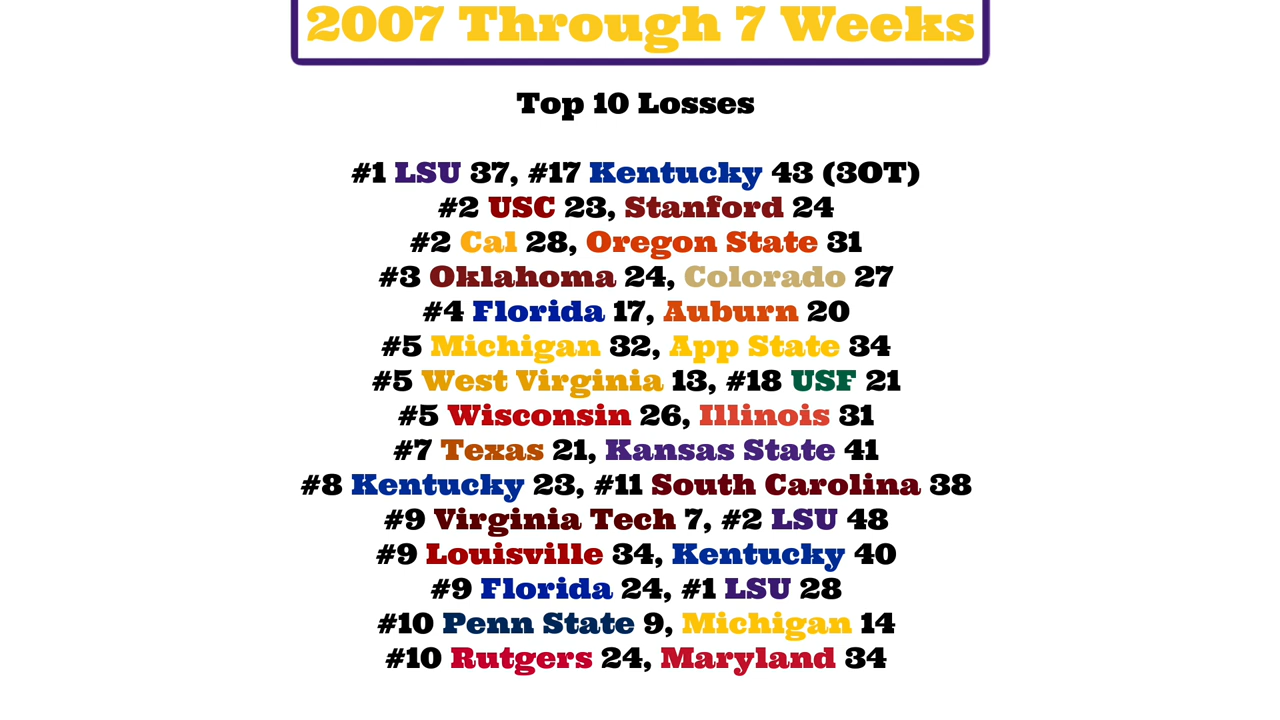 2007 Through 7 Weeks
Top 10 Losses
#1 LSU 37, #17 Kentucky 43 (3OT)
#2 USC 23, Stanford 24
#2 Cal 28, Oregon State 31
#3 Oklahoma 24, Colorado 27
#4 Florida 17, Auburn 20
#5 Michigan 32, App State 34
#5 West Virginia 13, #18 USF 21
#5 Wisconsin 26, Illinois 31
#7 Texas 21, Kansas State 41
#8 Kentucky 23, #11 South Carolina 38
#9 Virginia Tech 7, #2 LSU 48
#9 Louisville 34, Kentucky 40
#9 Florida 24, #1 LSU 28
#10 Penn State 9, Michigan 14
#10 Rutgers 24, Maryland 34